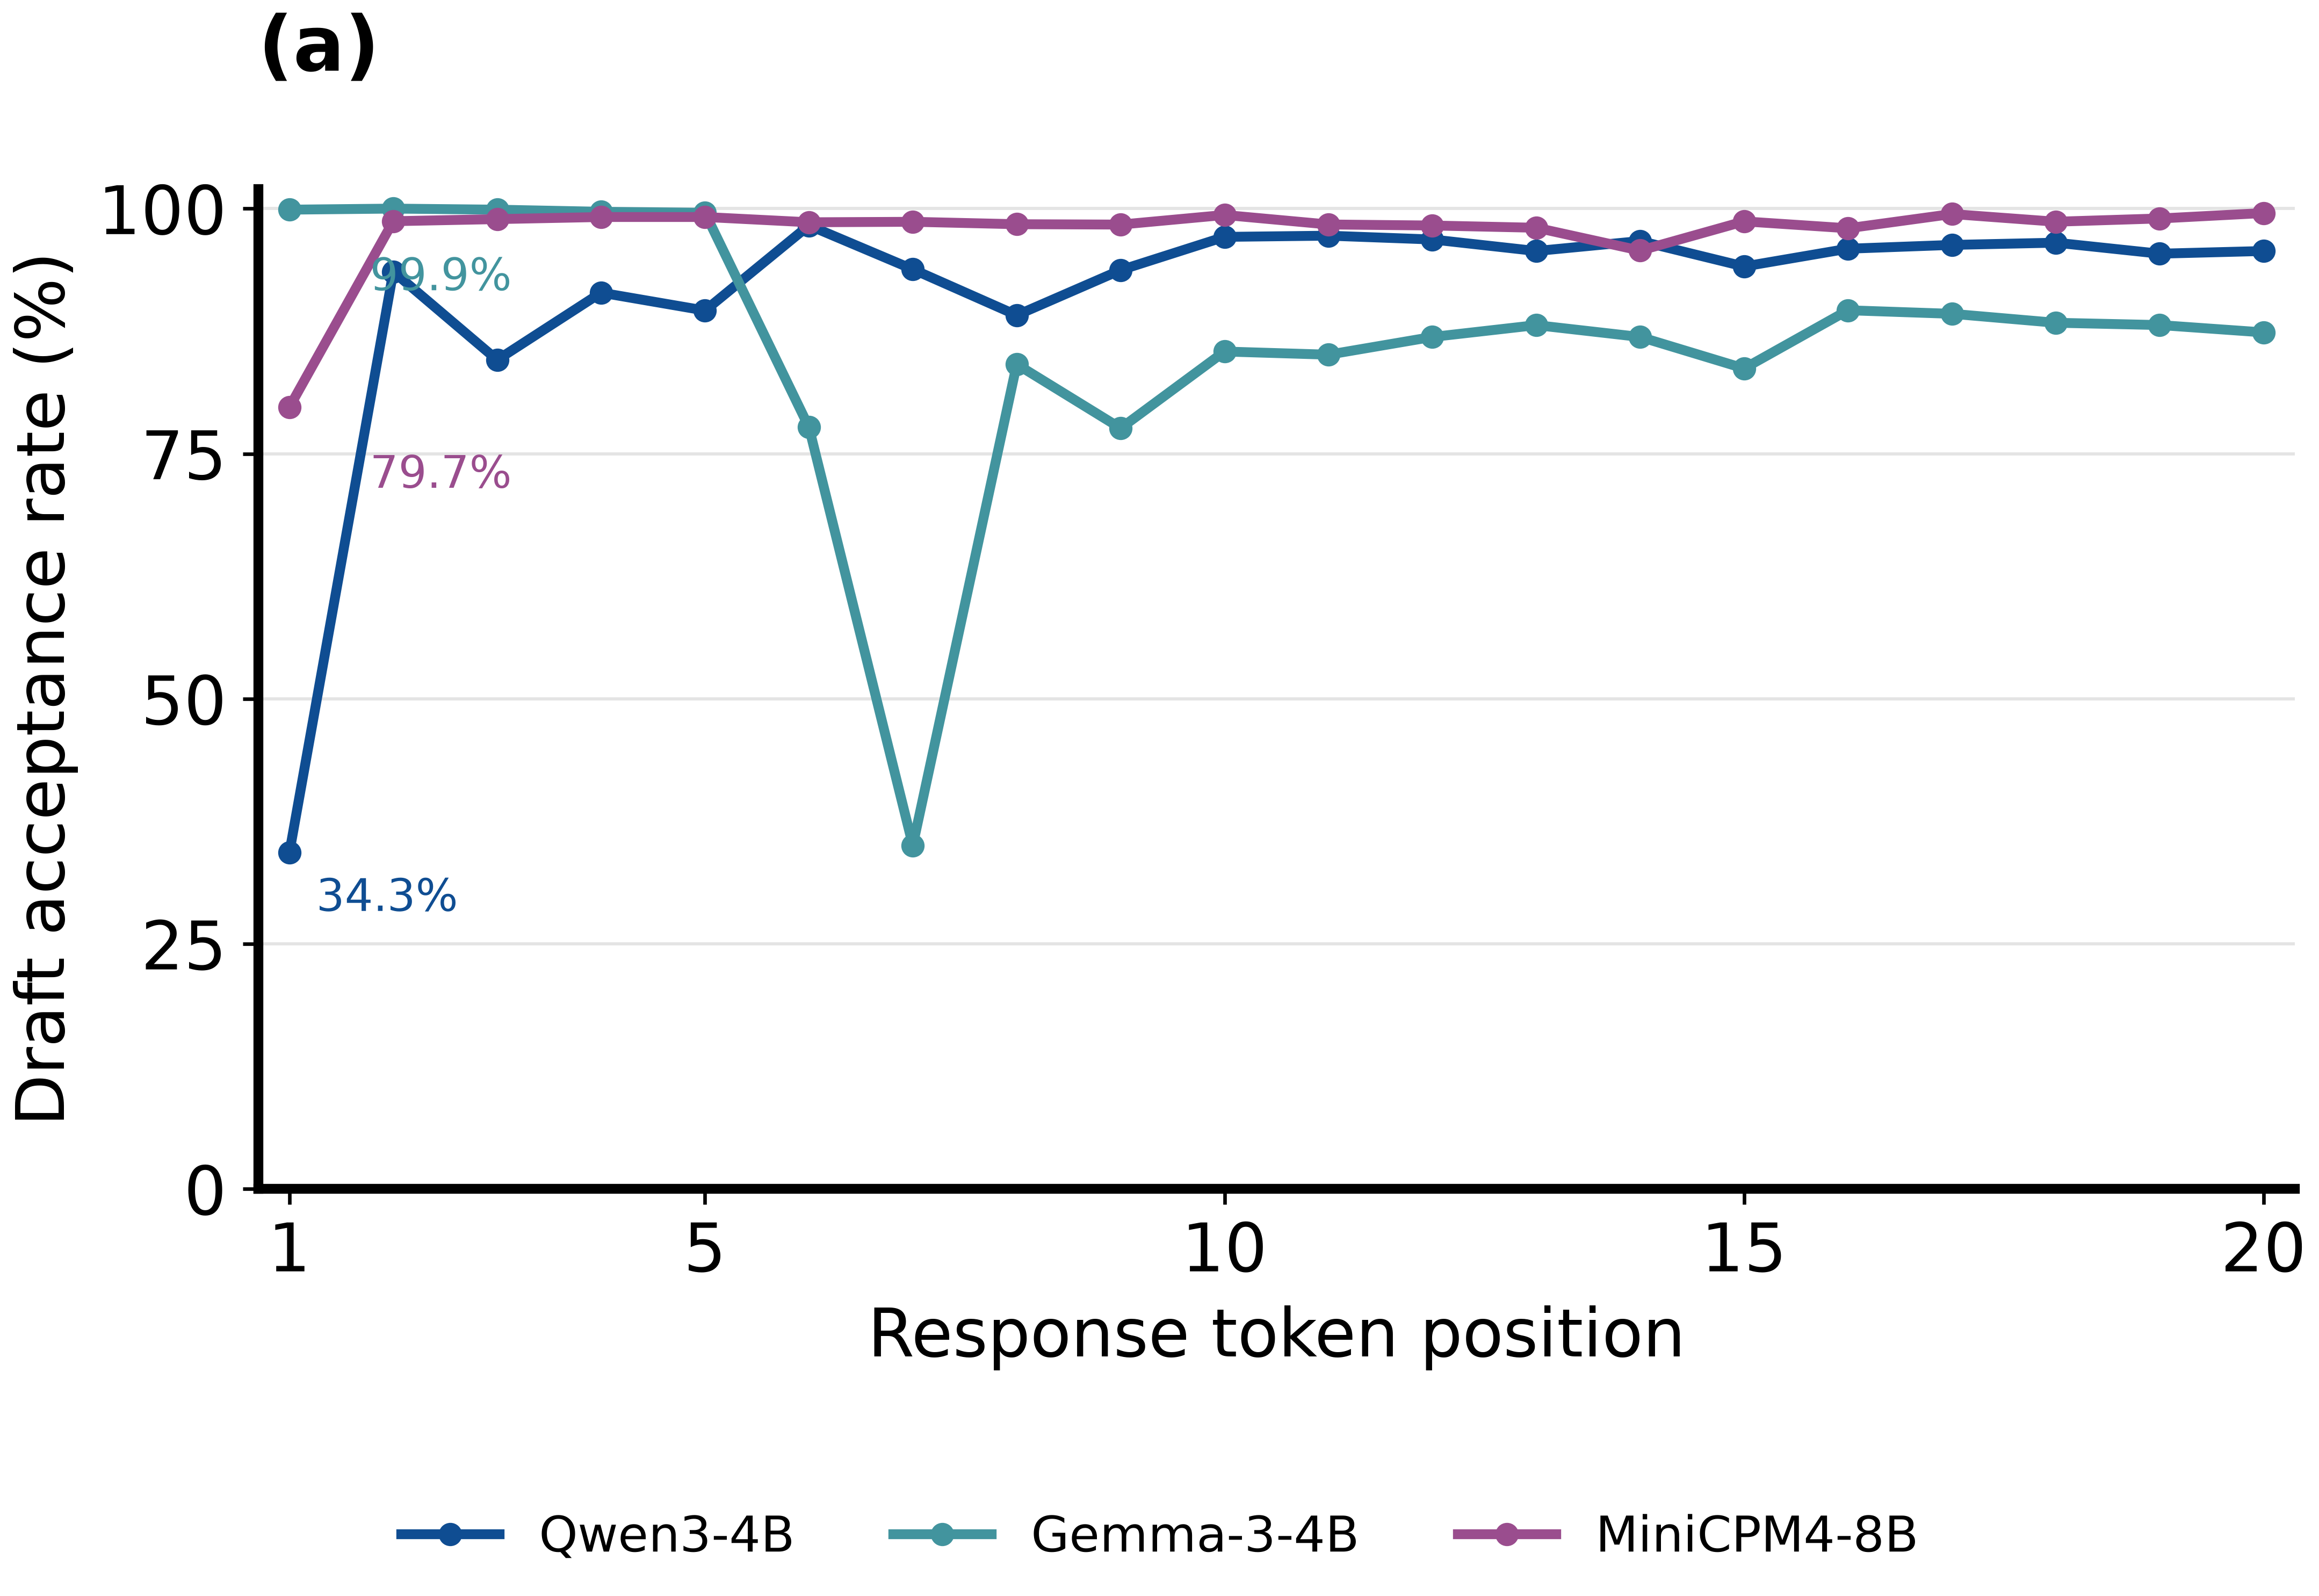 (a)
Draft acceptance rate (%)
100
75
50
25
0
99.9%
79.7%
34.3%
1 5 10 15 20
Response token position
Qwen3-4B Gemma-3-4B MiniCPM4-8B